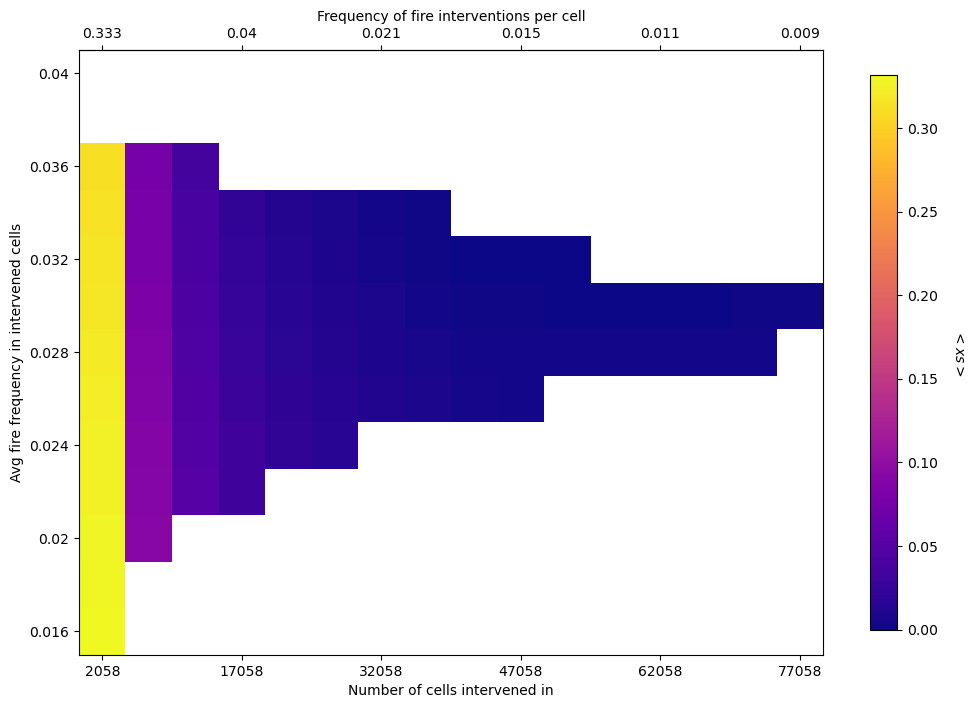 Frequency of fire interventions per cell
0.333 0.04 0.021 0.015 0.011 0.009
0.04
0.036
0.032
0.028
0.024
0.02
0.016
Avg fire frequency in intervened cells
2058 17058 32058 47058 62058 77058
Number of cells intervened in
0.30
0.25
0.20
0.15
0.10
0.05
0.00
< xs >